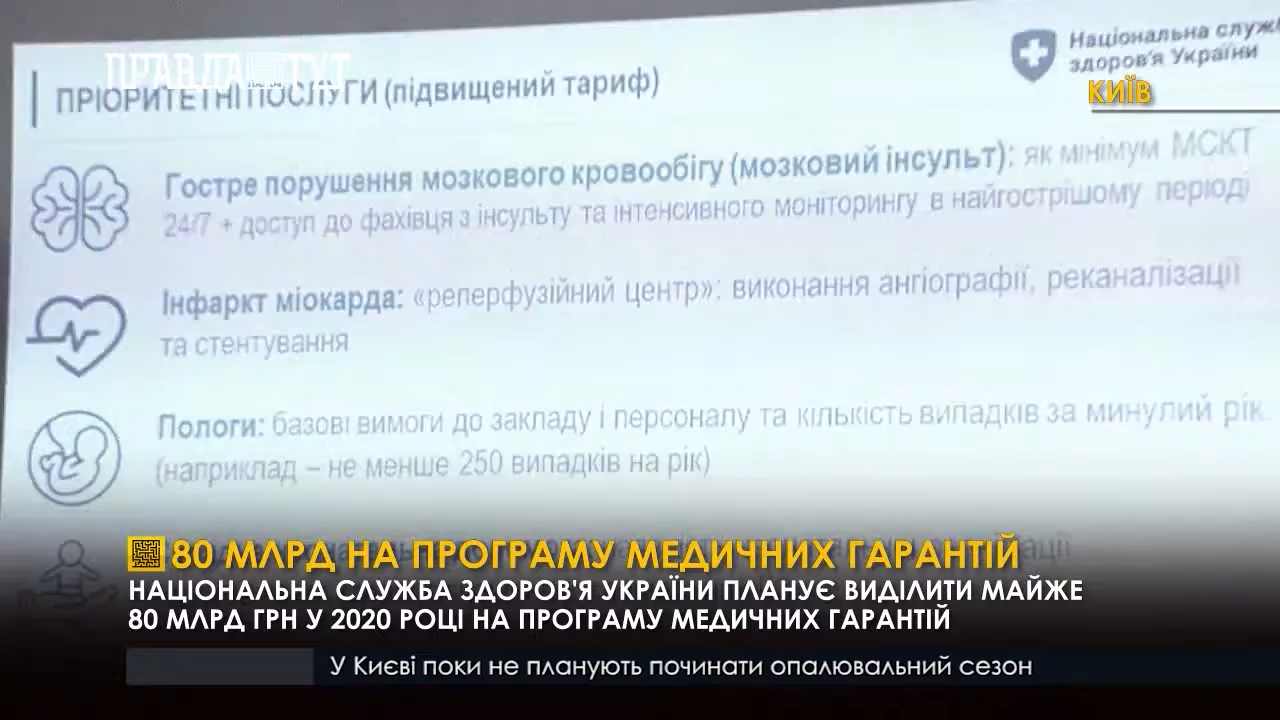 ПРАВДА ТУТ
Національна служ
здоров'я України
КИЇВ
ПРІОРИТЕТНІ ПОСЛУГИ (підвищений тариф)
Гостре порушення мозкового кровообігу (мозковий інсульт): як мінімум МСКТ
24/7 + доступ до фахівця з інсульту та інтенсивного моніторингу в найгострішому періоді
Інфаркт міокарда: «реперфузійний центр»: виконання ангіографії, реканалізації
та стентування
Пологи: базові вимоги до закладу і персоналу та кількість випадків за минулий рік
(наприклад – не менше 250 випадків на рік)
80 МЛРД НА ПРОГРАМУ МЕДИЧНИХ ГАРАНТІЙ
НАЦІОНАЛЬНА СЛУЖБА ЗДОРОВ'Я УКРАЇНИ ПЛАНУЄ ВИДІЛИТИ МАЙЖЕ
80 МЛРД ГРН У 2020 РОЦІ НА ПРОГРАМУ МЕДИЧНИХ ГАРАНТІЙ
У Києві поки не планують починати опалювальний сезон